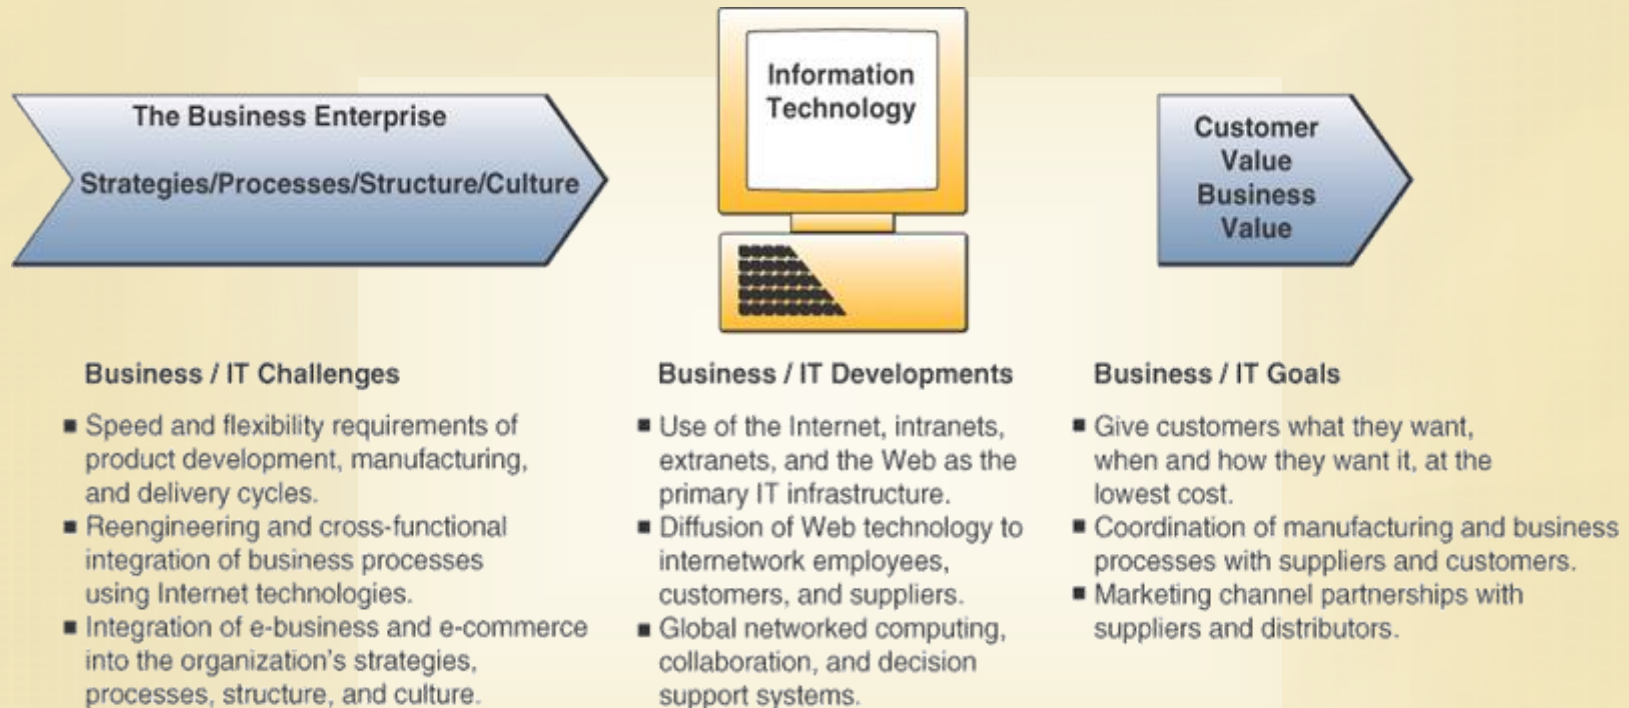 The Business Enterprise
Strategies/Processes/Structure/Culture
Information
Technology
Customer
Value
Business
Value
Business / IT Challenges
■ Speed and flexibility requirements of
product development, manufacturing,
and delivery cycles.
■ Reengineering and cross-functional
integration of business processes
using Internet technologies.
■ Integration of e-business and e-commerce
into the organization's strategies,
processes, structure, and culture.
Business / IT Developments
■ Use of the Internet, intranets,
extranets, and the Web as the
primary IT infrastructure.
■ Diffusion of Web technology to
internetwork employees,
customers, and suppliers.
■ Global networked computing,
collaboration, and decision
support systems.
Business / IT Goals
■ Give customers what they want,
when and how they want it, at the
lowest cost.
■ Coordination of manufacturing and business
processes with suppliers and customers.
■ Marketing channel partnerships with
suppliers and distributors.